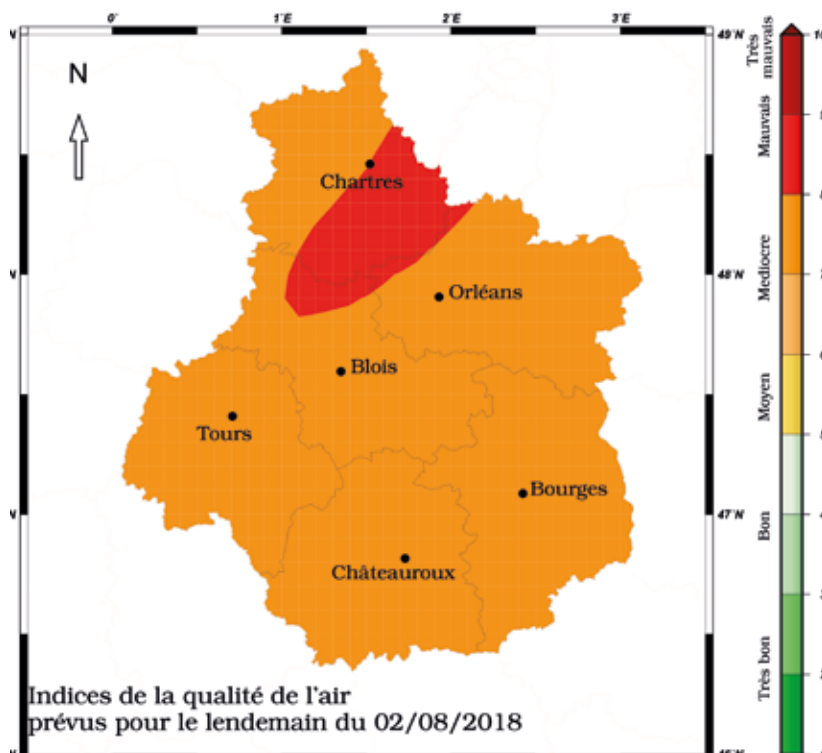 0°
1°E
2°E
3°E
49°N
N
Chartres
48°N
Orléans
Blois
Tours
Bourges
47°N
Châteauroux
Indices de la qualité de l'air
prévus pour le lendemain du 02/08/2018
Très mauvais
Mauvais
Mediocre
Moyen
Bon
Très bon